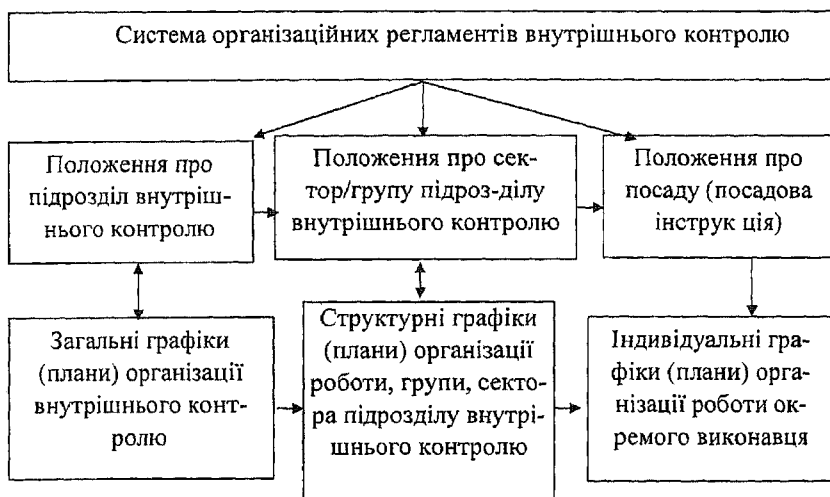 Система організаційних регламентів внутрішнього контролю
Положення про
підрозділ внутріш-
нього контролю
Положення про сек-
тор/групу підроз-ділу
внутрішнього контролю
Положення про
посаду (посадова
інструк ція)
Загальні графіки
(плани) організації
внутрішнього конт-
ролю
Структурні графіки
(плани) організації
роботи, групи, секто-
ра підрозділу внутрі-
шнього контролю
Індивідуальні гра-
фіки (плани) орга-
нізації роботи ок-
ремого виконавця